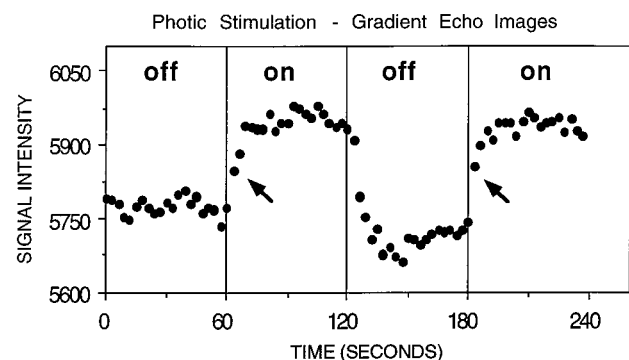 Photic Stimulation - Gradient Echo Images
off on off on
6050
5900
5750
5600
SIGNAL INTENSITY
0 60 120 180 240
TIME (SECONDS)